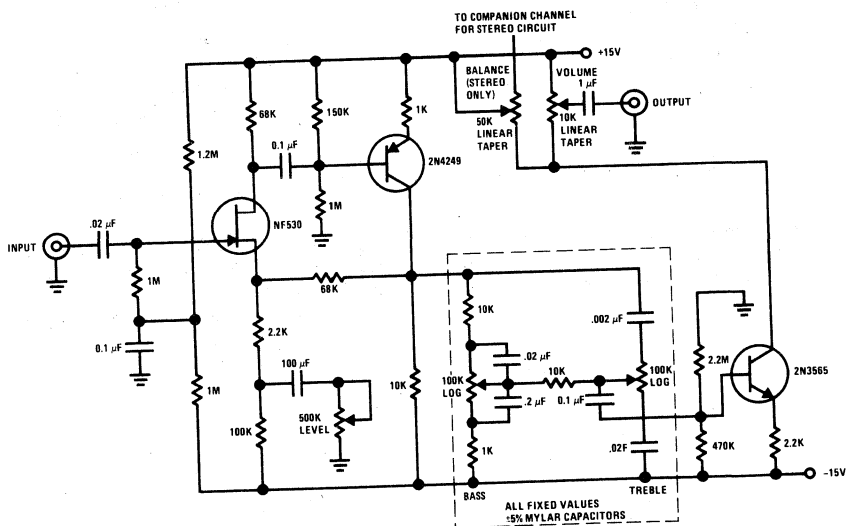 TO COMPANION CHANNEL
FOR STEREO CIRCUIT
+15V
BALANCE
(STEREO
ONLY)
VOLUME
1 µF
OUTPUT
68K
150K
1K
50K
LINEAR
TAPER
10K
LINEAR
TAPER
0.1 µF
1.2M
2N4249
1M
NF530
.02 µF
INPUT
1M
68K
0.1 µF
2.2K
10K
.002 µF
.02 µF
2.2M
2N3565
100 µF
10K
100K
LOG
10K
100K
LOG
1M
.2 µF
0.1 µF
500K
LEVEL
100K
1K
.02F
470K
2.2K
-15V
BASS
TREBLE
ALL FIXED VALUES
±5% MYLAR CAPACITORS